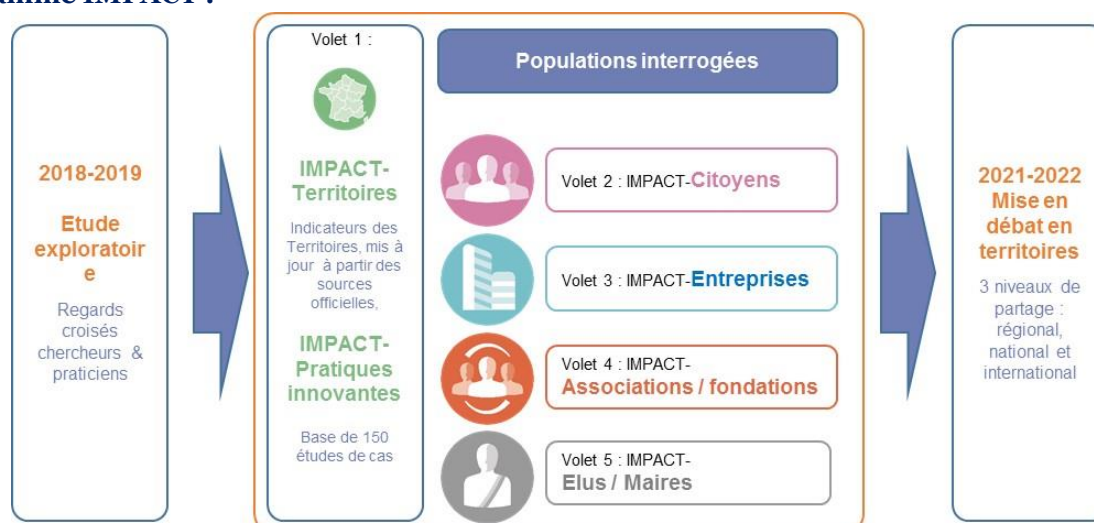 IMPACT :
2018-2019
Etude
exploratoir
e
Regards
croisés
chercheurs &
praticiens
Volet 1 :
IMPACT-
Territoires
Indicateurs des
Territoires, mis à
jour à partir des
sources
officielles,
IMPACT-
Pratiques
innovantes
Base de 150
études de cas
Populations interrogées
Volet 2 : IMPACT-Citoyens
Volet 3 : IMPACT-Entreprises
Volet 4 : IMPACT-
Associations / fondations
Volet 5 : IMPACT-
Elus / Maires
2021-2022
Mise en
débat en
territoires
3 niveaux de
partage :
régional,
national et
international